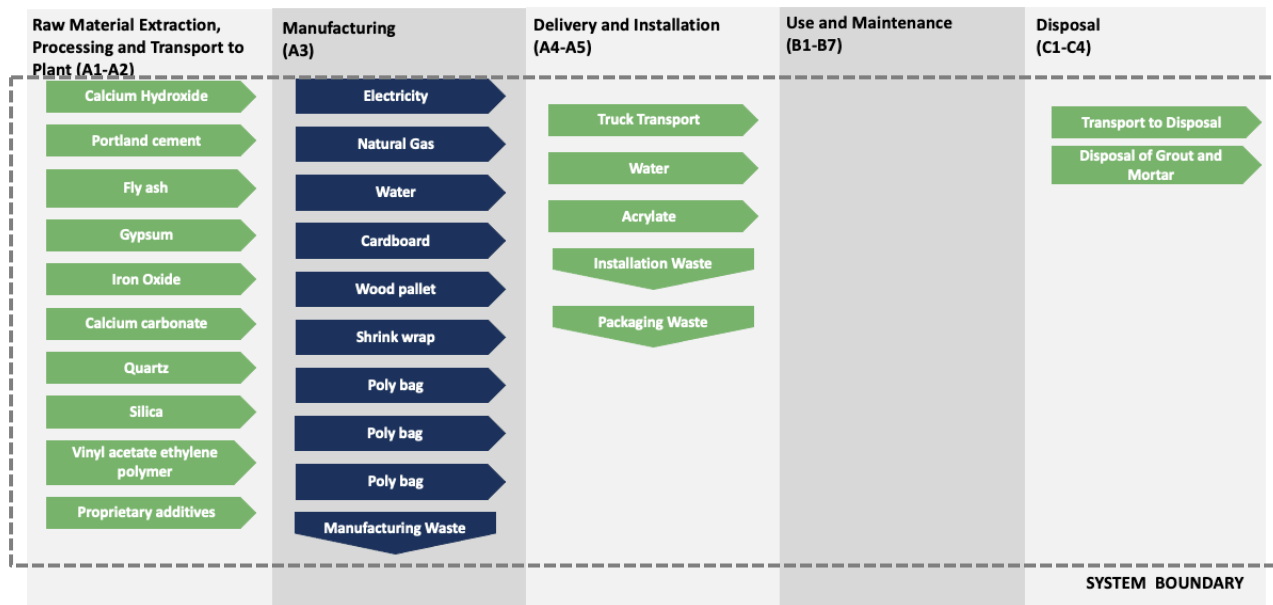 Raw Material Extraction,
Processing and Transport to
Plant (A1-A2)
Calcium Hydroxide
Portland cement
Fly ash
Gypsum
Iron Oxide
Calcium carbonate
Quartz
Silica
Vinyl acetate ethylene
polymer
Proprietary additives
Manufacturing
(A3)
Electricity
Natural Gas
Water
Cardboard
Wood pallet
Shrink wrap
Poly bag
Poly bag
Poly bag
Manufacturing Waste
Delivery and Installation
(A4-A5)
Truck Transport
Water
Acrylate
Installation Waste
Packaging Waste
Use and Maintenance
(B1-B7)
Disposal
(C1-C4)
Transport to Disposal
Disposal of Grout and
Mortar
SYSTEM BOUNDARY